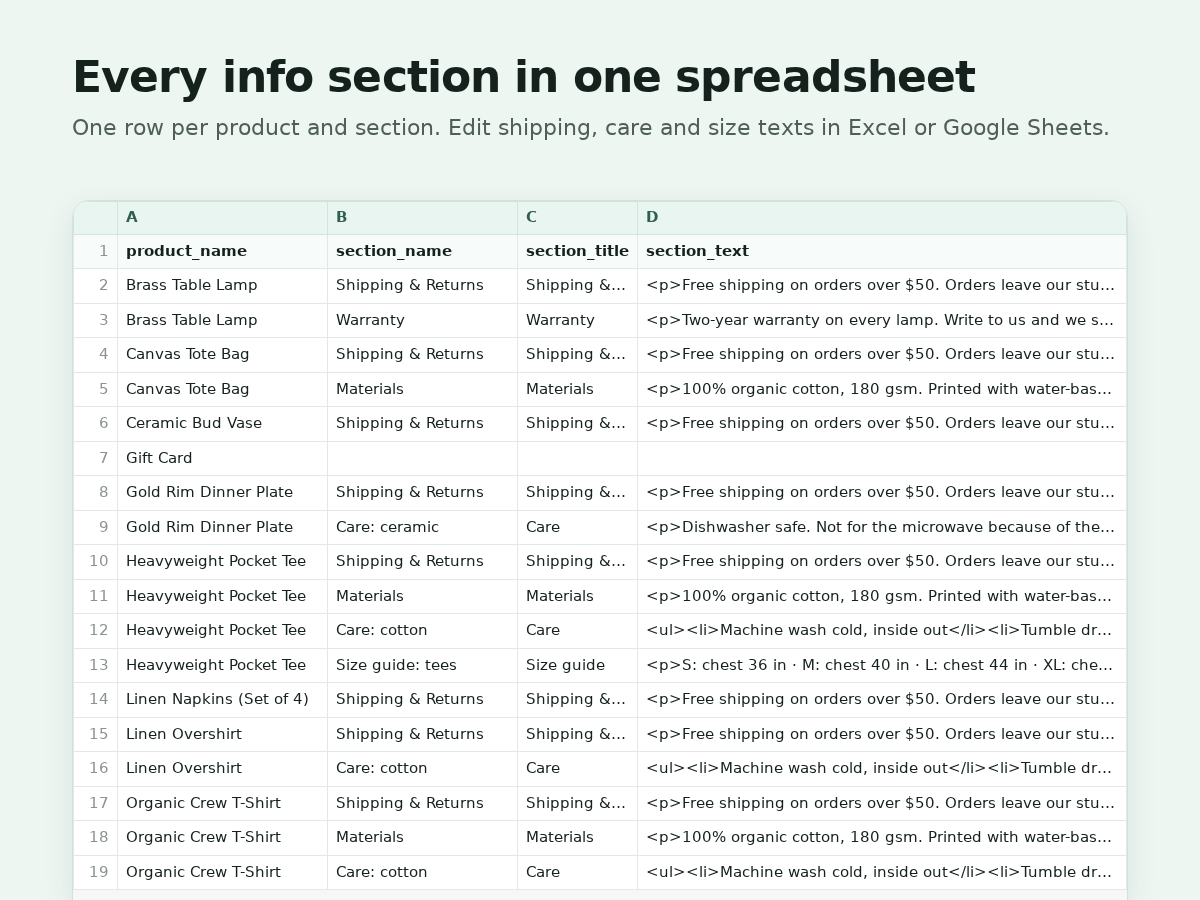 Every info section in one spreadsheet
One row per product and section. Edit shipping, care and size texts in Excel or Google Sheets.
A B C D
1 product_name section_name section_title section_text
2 Brass Table Lamp Shipping & Returns Shipping &... <p>Free shipping on orders over $50. Orders leave our stu...
3 Brass Table Lamp Warranty Warranty <p>Two-year warranty on every lamp. Write to us and we s...
4 Canvas Tote Bag Shipping & Returns Shipping &... <p>Free shipping on orders over $50. Orders leave our stu...
5 Canvas Tote Bag Materials Materials <p>100% organic cotton, 180 gsm. Printed with water-bas...
6 Ceramic Bud Vase Shipping & Returns Shipping &... <p>Free shipping on orders over $50. Orders leave our stu...
7 Gift Card
8 Gold Rim Dinner Plate Shipping & Returns Shipping &... <p>Free shipping on orders over $50. Orders leave our stu...
9 Gold Rim Dinner Plate Care: ceramic Care <p>Dishwasher safe. Not for the microwave because of the...
10 Heavyweight Pocket Tee Shipping & Returns Shipping &... <p>Free shipping on orders over $50. Orders leave our stu...
11 Heavyweight Pocket Tee Materials Materials <p>100% organic cotton, 180 gsm. Printed with water-bas...
12 Heavyweight Pocket Tee Care: cotton Care <ul><li>Machine wash cold, inside out</li><li>Tumble dr...
13 Heavyweight Pocket Tee Size guide: tees Size guide <p>S: chest 36 in · M: chest 40 in · L: chest 44 in · XL: che...
14 Linen Napkins (Set of 4) Shipping & Returns Shipping &... <p>Free shipping on orders over $50. Orders leave our stu...
15 Linen Overshirt Shipping & Returns Shipping &... <p>Free shipping on orders over $50. Orders leave our stu...
16 Linen Overshirt Care: cotton Care <ul><li>Machine wash cold, inside out</li><li>Tumble dr...
17 Organic Crew T-Shirt Shipping & Returns Shipping &... <p>Free shipping on orders over $50. Orders leave our stu...
18 Organic Crew T-Shirt Materials Materials <p>100% organic cotton, 180 gsm. Printed with water-bas...
19 Organic Crew T-Shirt Care: cotton Care <ul><li>Machine wash cold, inside out</li><li>Tumble dr...